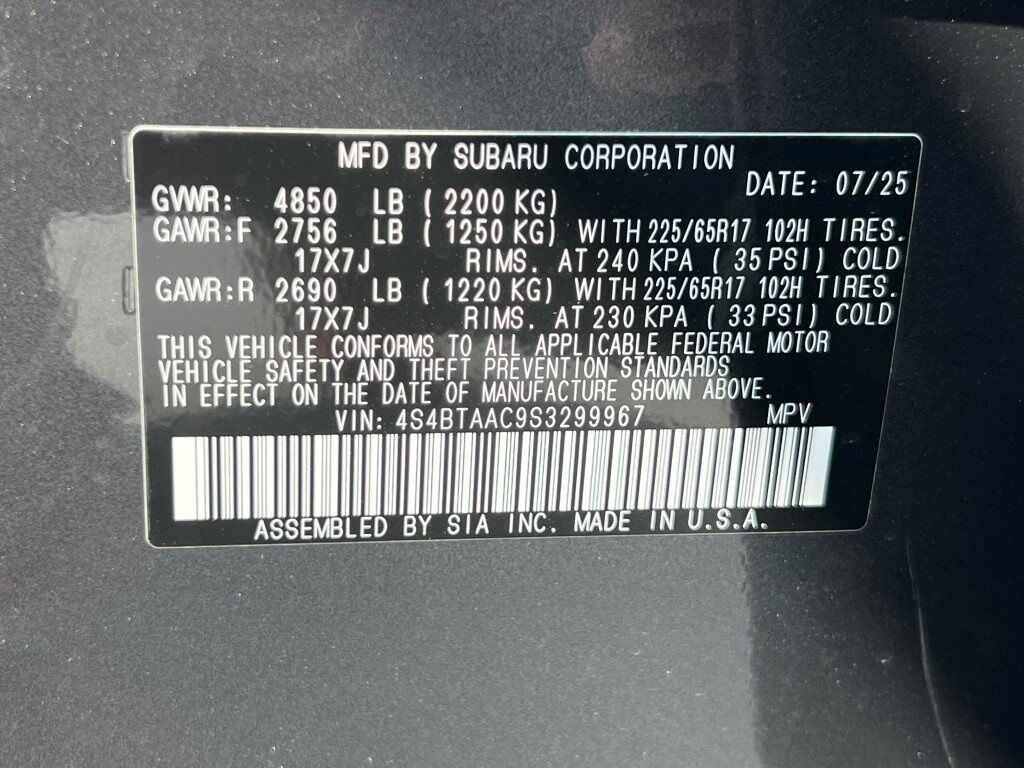 MFD BY SUBARU CORPORATION
DATE: 07/25
GVWR: 4850 LB ( 2200 KG)
GAWR:F 2756 LB ( 1250 KG) WITH 225/65R17 102H TIRES.
17X7J RIMS. AT 240 KPA ( 35 PSI) COLD
GAWR:R 2690 LB ( 1220 KG) WITH 225/65R17 102H TIRES.
17X7J RIMS. AT 230 KPA ( 33 PSI) COLD
THIS VEHICLE CONFORMS TO ALL APPLICABLE FEDERAL MOTOR
VEHICLE SAFETY AND THEFT PREVENTION STANDARDS
IN EFFECT ON THE DATE OF MANUFACTURE SHOWN ABOVE.
VIN: 4S4BTAAC9S3299967 MPV
ASSEMBLED BY SIA INC. MADE IN U.S.A.